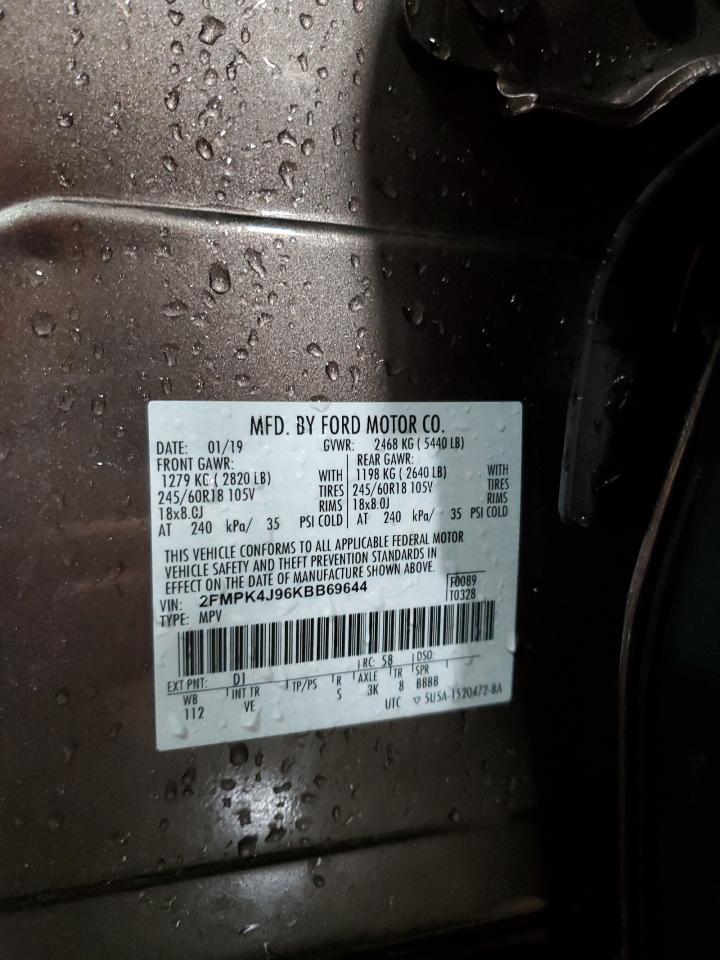 MFD. BY FORD MOTOR CO.
DATE: 01/19 GVWR: 2468 KG ( 5440 LB)
FRONT GAWR: REAR GAWR:
1279 KG ( 2820 LB) WITH 1198 KG ( 2640 LB) WITH
245/60R18 105V TIRES 245/60R18 105V TIRES
18x8.0J RIMS 18x8.0J RIMS
AT 240 kPa/ 35 PSI COLD AT 240 kPa/ 35 PSI COLD
THIS VEHICLE CONFORMS TO ALL APPLICABLE FEDERAL MOTOR
VEHICLE SAFETY AND THEFT PREVENTION STANDARDS IN
EFFECT ON THE DATE OF MANUFACTURE SHOWN ABOVE.
VIN: 2FMPK4J96KBB69644 F0089
TYPE: MPV T0328
EXT PNT: D1 RC: 58 DSO:
WB INT TR TP/PS R AXLE TR SPR
112 VE S 3K 8 BBBB
UTC ▽ 5U5A-1520472-BA